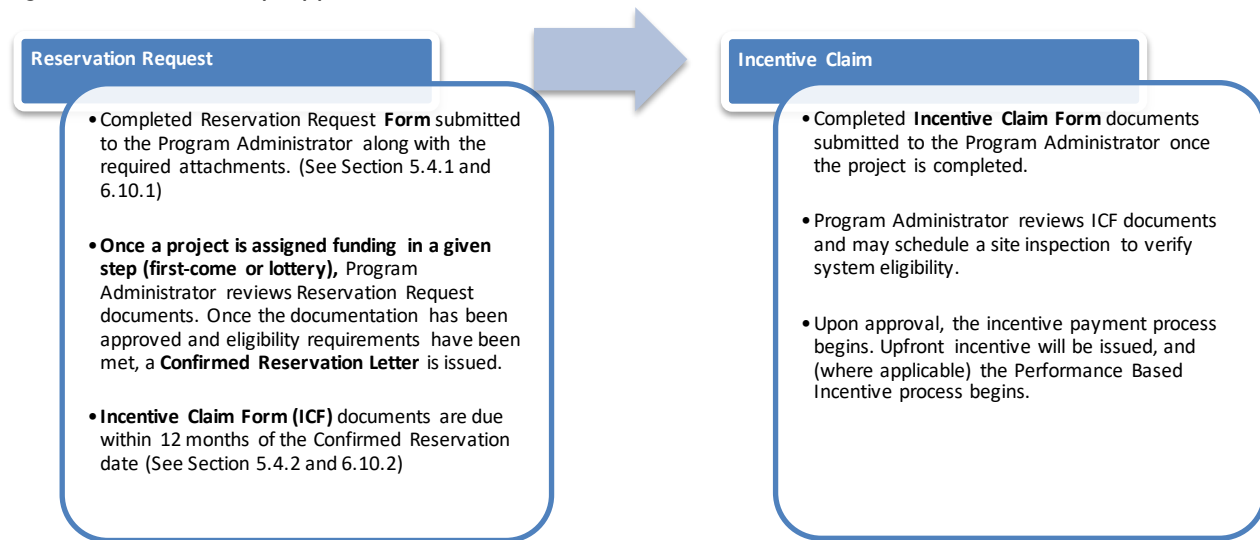 Reservation Request
• Completed Reservation Request Form submitted
to the Program Administrator along with the
required attachments. (See Section 5.4.1 and
6.10.1)
• Once a project is assigned funding in a given
step (first-come or lottery), Program
Administrator reviews Reservation Request
documents. Once the documentation has been
approved and eligibility requirements have been
met, a Confirmed Reservation Letter is issued.
• Incentive Claim Form (ICF) documents are due
within 12 months of the Confirmed Reservation
date (See Section 5.4.2 and 6.10.2)
Incentive Claim
• Completed Incentive Claim Form documents
submitted to the Program Administrator once
the project is completed.
• Program Administrator reviews ICF documents
and may schedule a site inspection to verify
system eligibility.
• Upon approval, the incentive payment process
begins. Upfront incentive will be issued, and
(where applicable) the Performance Based
Incentive process begins.